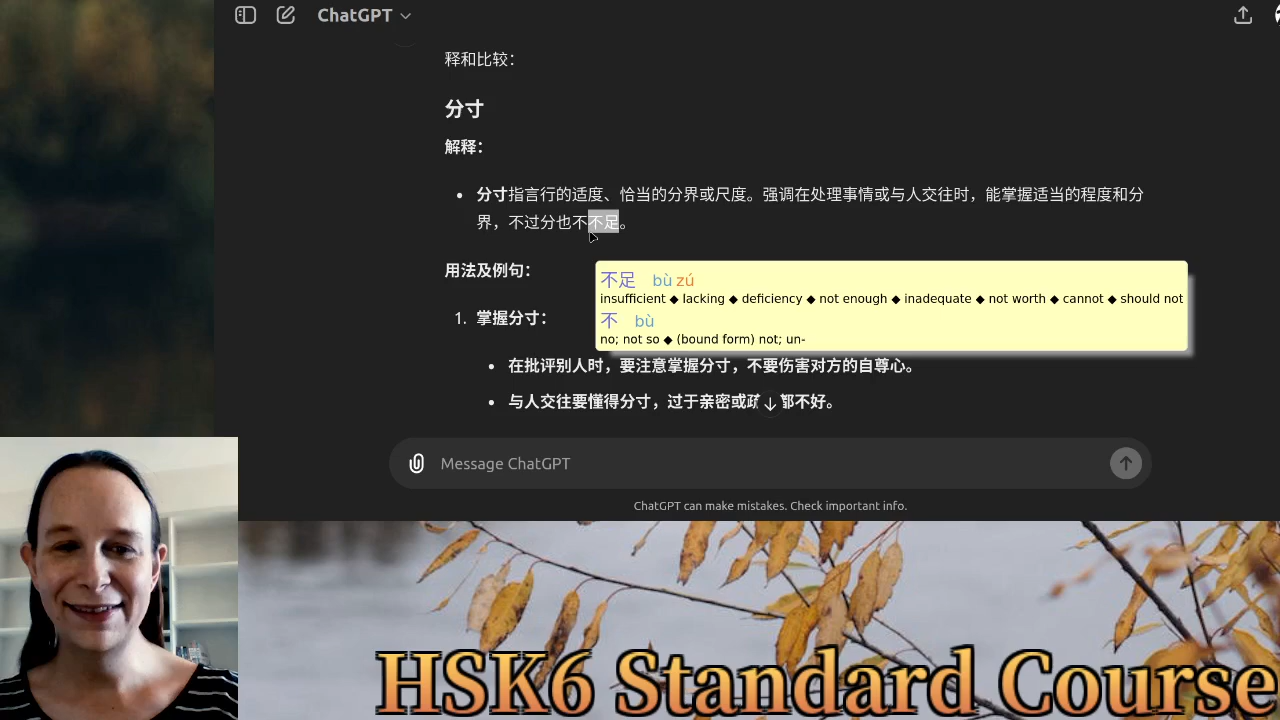 ChatGPT
释和比较：
分寸
解释：
• 分寸指言行的适度、恰当的分界或尺度。强调在处理事情或与人交往时，能掌握适当的程度和分
界，不过分也不不足。
用法及例句：
不足 bù zú
insufficient ◆ lacking ◆ deficiency ◆ not enough ◆ inadequate ◆ not worth ◆ cannot ◆ should not
不 bù
no; not so ◆ (bound form) not; un-
1. 掌握分寸：
• 在批评别人时，要注意掌握分寸，不要伤害对方的自尊心。
• 与人交往要懂得分寸，过于亲密或 都不好。
Message ChatGPT
ChatGPT can make mistakes. Check important info.
HSK6 Standard Course